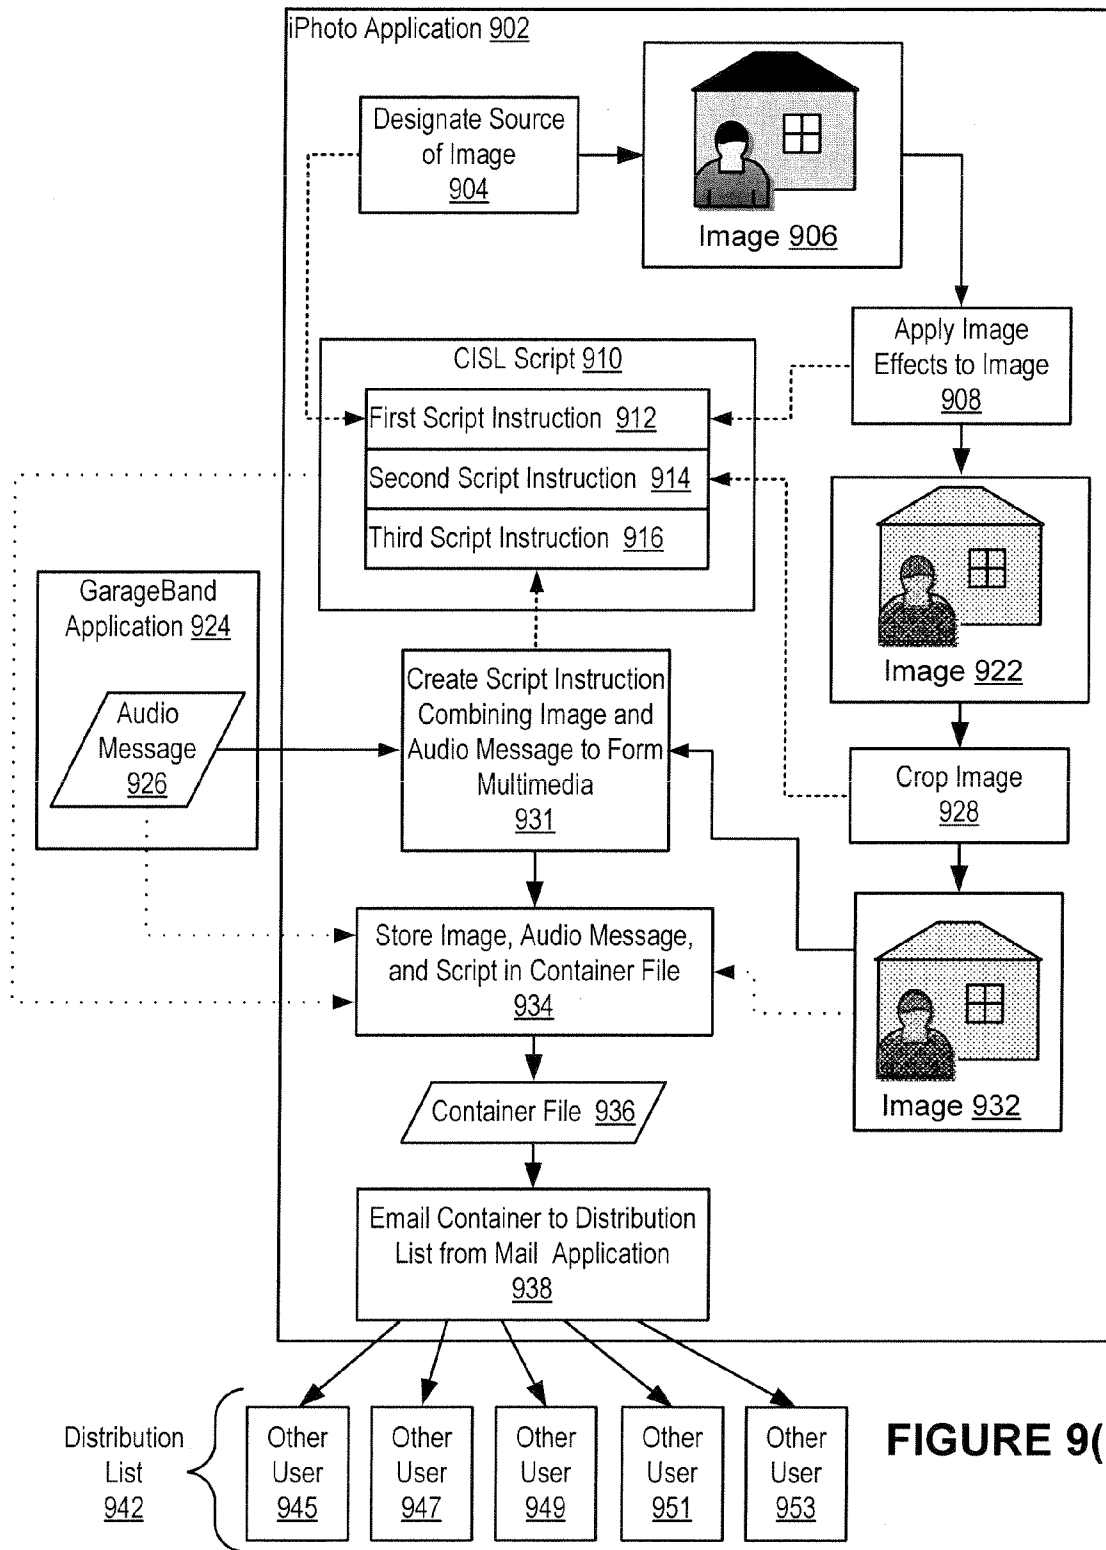 iPhoto Application 902
Designate Source
of Image
904
Image 906
Apply Image
Effects to Image
908
CISL Script 910
First Script Instruction 912
Second Script Instruction 914
Third Script Instruction 916
Image 922
GarageBand
Application 924
Audio
Message
926
Create Script Instruction
Combining Image and
Audio Message to Form
Multimedia
931
Crop Image
928
Store Image, Audio Message,
and Script in Container File
934
Image 932
Container File 936
Email Container to Distribution
List from Mail Application
938
Distribution
List
942
Other
User
945
Other
User
947
Other
User
949
Other
User
951
Other
User
953
FIGURE 9(